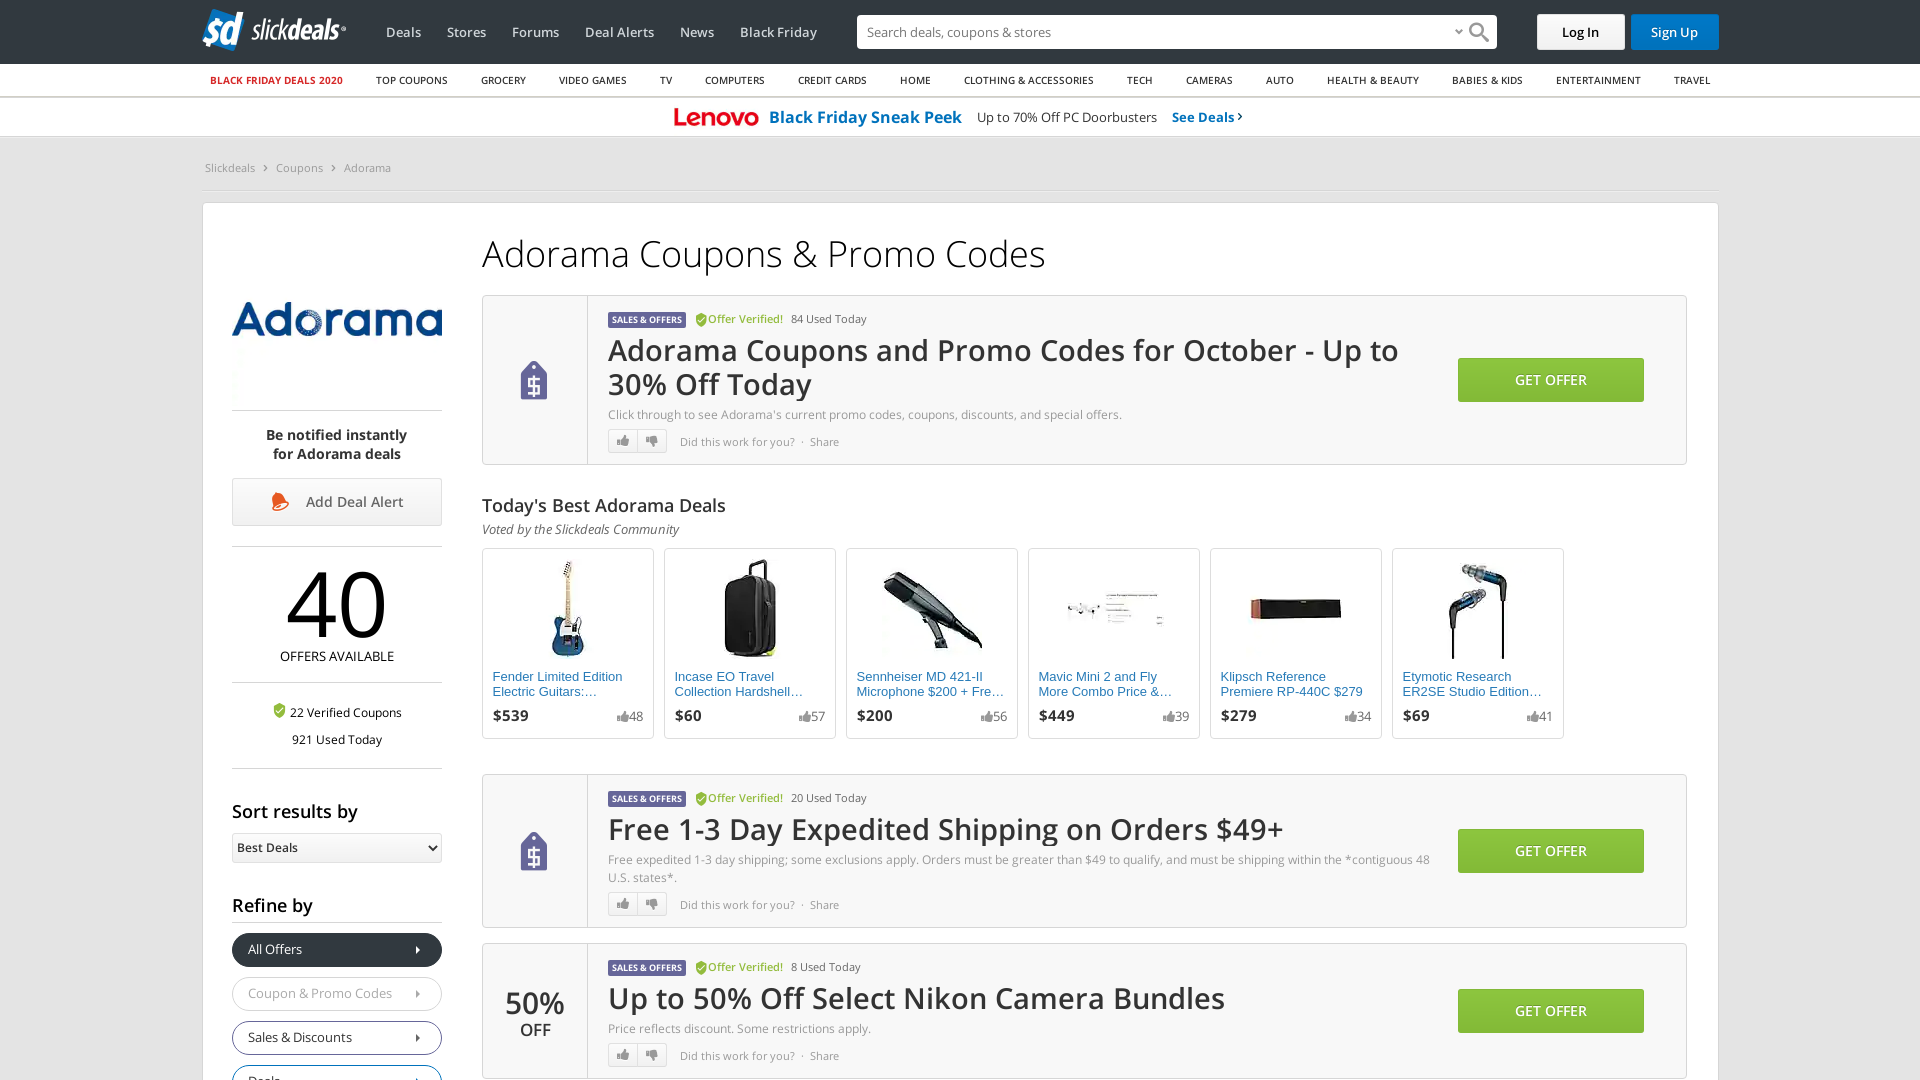 slickdeals
Deals
Stores
Forums
Deal Alerts
News
Black Friday
Search deals, coupons & stores
Log In
Sign Up
BLACK FRIDAY DEALS 2020
TOP COUPONS
GROCERY
VIDEO GAMES
TV
COMPUTERS
CREDIT CARDS
HOME
CLOTHING & ACCESSORIES
TECH
CAMERAS
AUTO
HEALTH & BEAUTY
BABIES & KIDS
ENTERTAINMENT
TRAVEL
Lenovo Black Friday Sneak Peek Up to 70% Off PC Doorbusters See Deals
Slickdeals > Coupons > Adorama
Adorama
Be notified instantly
for Adorama deals
Add Deal Alert
40
OFFERS AVAILABLE
22 Verified Coupons
921 Used Today
Sort results by
Best Deals
Refine by
All Offers
Coupon & Promo Codes
Sales & Discounts
Deals
Adorama Coupons & Promo Codes
SALES & OFFERS Offer Verified! 84 Used Today
Adorama Coupons and Promo Codes for October - Up to
30% Off Today
Click through to see Adorama's current promo codes, coupons, discounts, and special offers.
Did this work for you? · Share
GET OFFER
Today's Best Adorama Deals
Voted by the Slickdeals Community
Fender Limited Edition
Electric Guitars:…
$539 48
Incase EO Travel
Collection Hardshell…
$60 57
Sennheiser MD 421-II
Microphone $200 + Fre…
$200 56
Mavic Mini 2 and Fly
More Combo Price &…
$449 39
Klipsch Reference
Premiere RP-440C $279
$279 34
Etymotic Research
ER2SE Studio Edition…
$69 41
SALES & OFFERS Offer Verified! 20 Used Today
Free 1-3 Day Expedited Shipping on Orders $49+
Free expedited 1-3 day shipping; some exclusions apply. Orders must be greater than $49 to qualify, and must be shipping within the *contiguous 48
U.S. states*.
Did this work for you? · Share
GET OFFER
50%
OFF
SALES & OFFERS Offer Verified! 8 Used Today
Up to 50% Off Select Nikon Camera Bundles
Price reflects discount. Some restrictions apply.
Did this work for you? · Share
GET OFFER